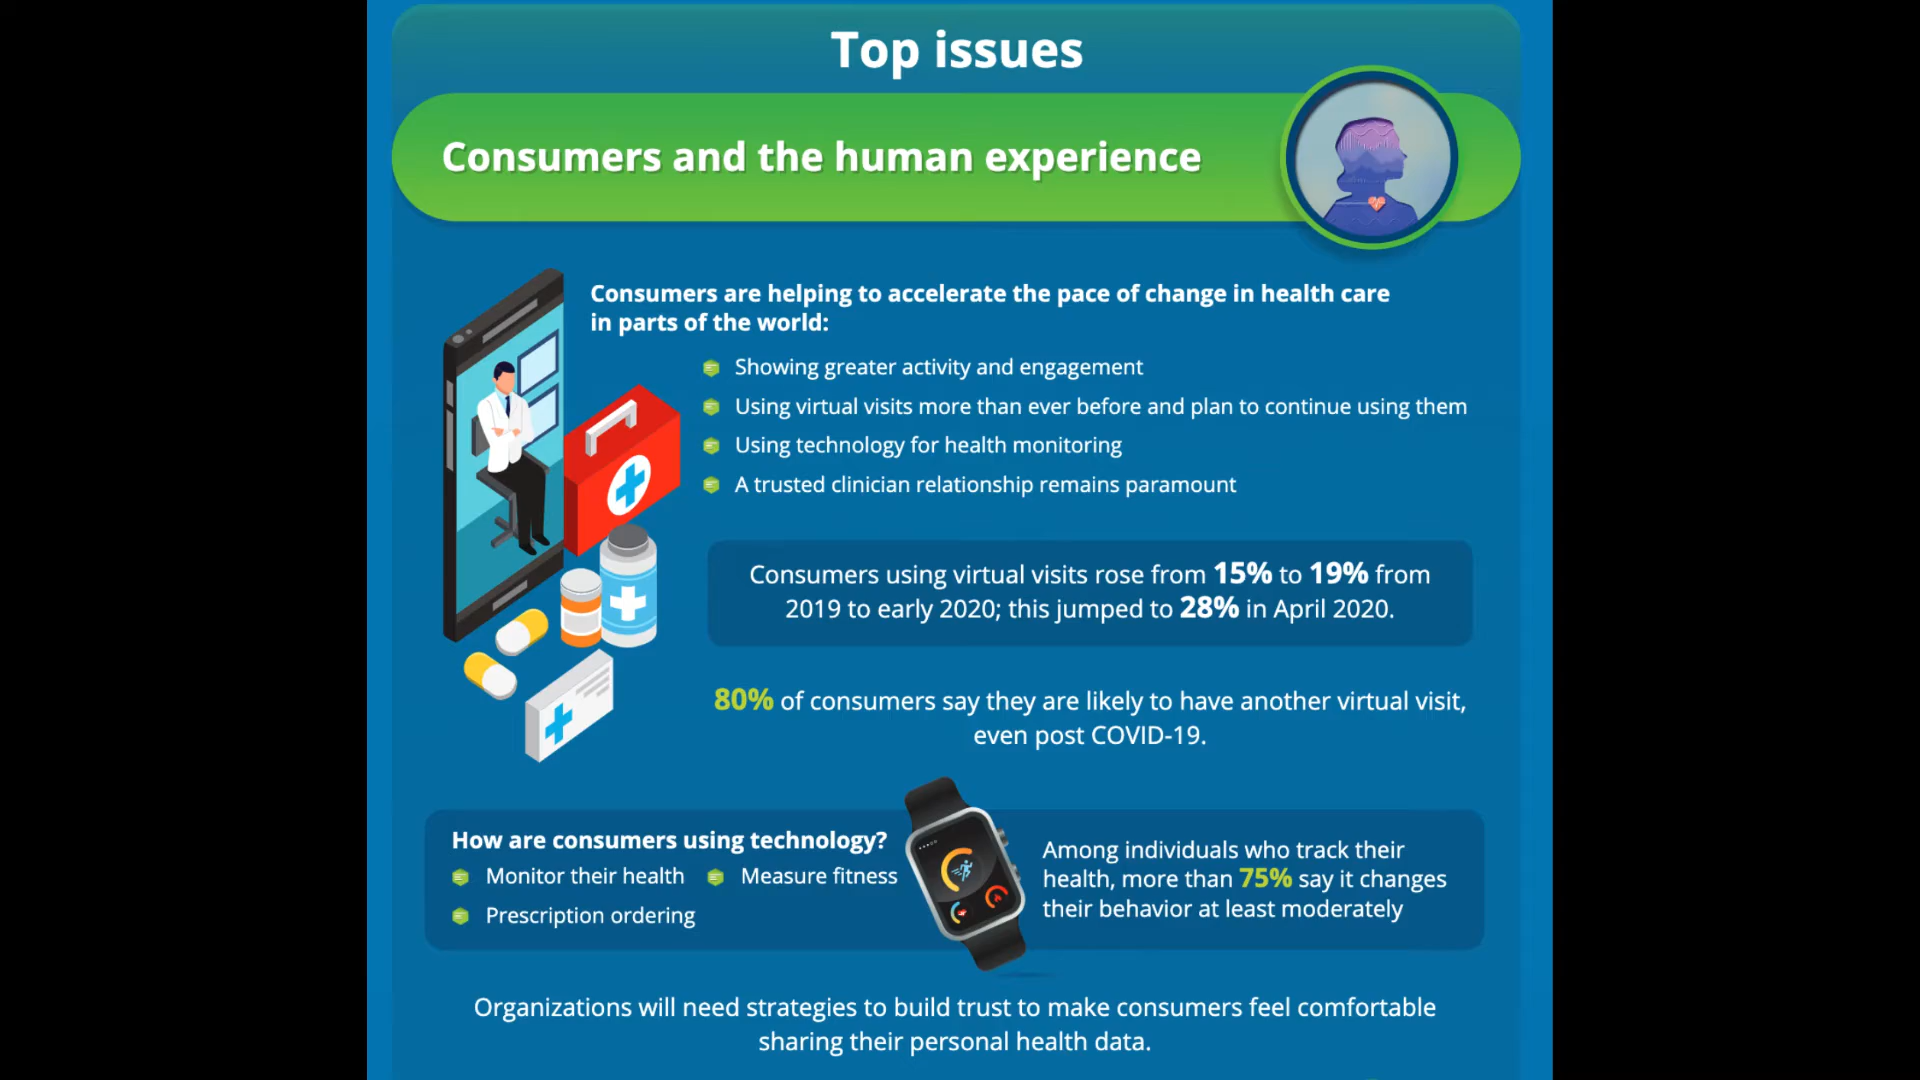 Top issues
Consumers and the human experience
Consumers are helping to accelerate the pace of change in health care
in parts of the world:
Showing greater activity and engagement
Using virtual visits more than ever before and plan to continue using them
Using technology for health monitoring
A trusted clinician relationship remains paramount
Consumers using virtual visits rose from 15% to 19% from
2019 to early 2020; this jumped to 28% in April 2020.
80% of consumers say they are likely to have another virtual visit,
even post COVID-19.
How are consumers using technology?
Monitor their health
Measure fitness
Prescription ordering
Among individuals who track their
health, more than 75% say it changes
their behavior at least moderately
Organizations will need strategies to build trust to make consumers feel comfortable
sharing their personal health data.